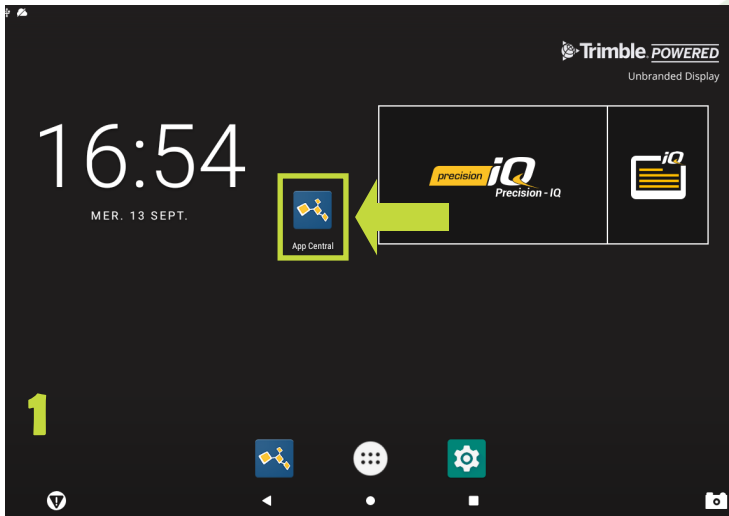 Trimble. POWERED
Unbranded Display
16:54
MER. 13 SEPT.
App Central
precision iQ
Precision - IQ
iQ
1